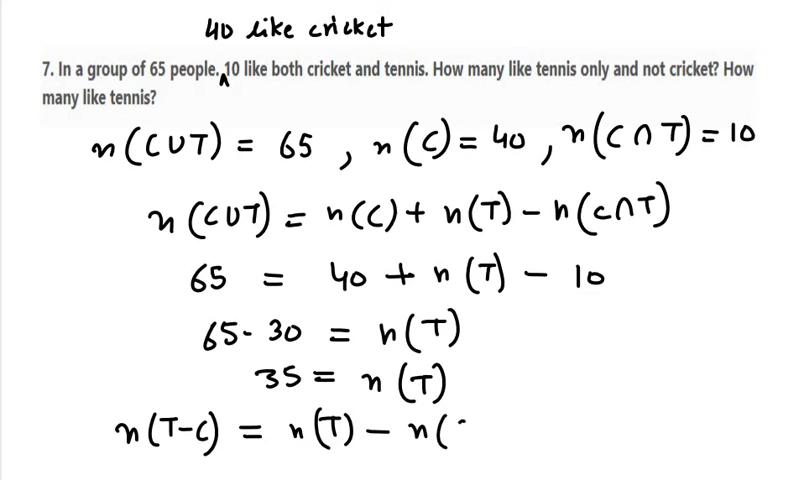 40 like cricket
7. In a group of 65 people, 10 like both cricket and tennis. How many like tennis only and not cricket? How
many like tennis?
n(C∪T) = 65 , n(C) = 40 , n(C∩T) = 10
n(C∪T) = n(C) + n(T) - n(C∩T)
65 = 40 + n(T) - 10
65 - 30 = n(T)
35 = n(T)
n(T-C) = n(T) - n(